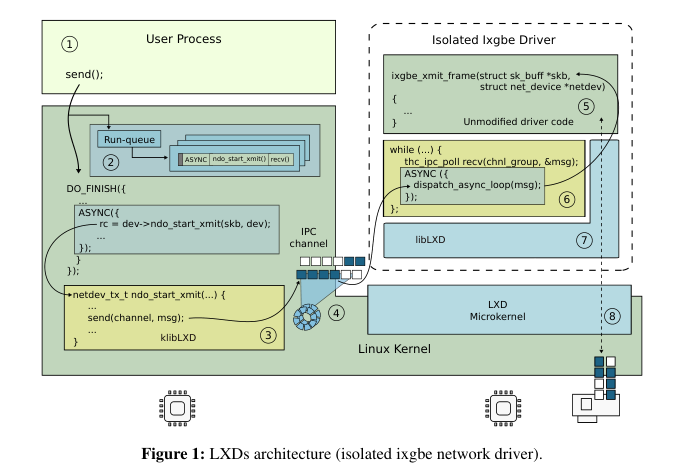 1
User Process
send();
Run-queue
2
ASYNC ndo_start_xmit() recv()
DO_FINISH({
...
ASYNC({
rc = dev->ndo_start_xmit(skb, dev);
...
});
}
});
netdev_tx_t ndo_start_xmit(...) {
...
send(channel, msg);
...
}
klibLXD
3
IPC
channel
4
Isolated Ixgbe Driver
ixgbe_xmit_frame(struct sk_buff *skb,
struct net_device *netdev)
{
...
}
5
Unmodified driver code
while (...) {
thc_ipc_poll recv(chnl_group, &msg);
ASYNC ({
dispatch_async_loop(msg);
});
};
6
libLXD
7
LXD
Microkernel
8
Linux Kernel
Figure 1: LXDs architecture (isolated ixgbe network driver).